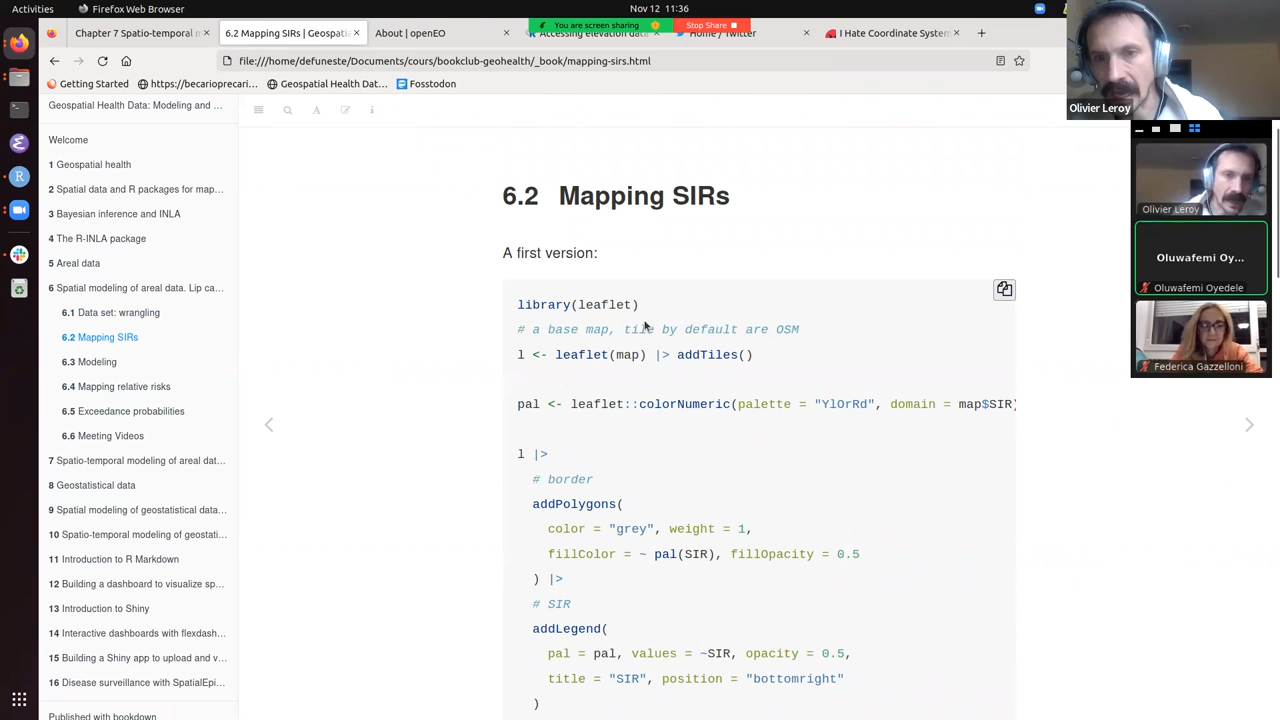 Activities
Firefox Web Browser
Nov 12 11:36
Chapter 7 Spatio-temporal m
6.2 Mapping SIRs | Geospatia
About | openEO
Accessing elevation data
Home / Twitter
I Hate Coordinate System
You are screen sharing
Stop Share
file:///home/defuneste/Documents/cours/bookclub-geohealth/_book/mapping-sirs.html
Getting Started
https://becarioprecari...
Geospatial Health Dat...
Fosstodon
Geospatial Health Data: Modeling and ...
Welcome
1 Geospatial health
2 Spatial data and R packages for map...
3 Bayesian inference and INLA
4 The R-INLA package
5 Areal data
6 Spatial modeling of areal data. Lip ca...
6.1 Data set: wrangling
6.2 Mapping SIRs
6.3 Modeling
6.4 Mapping relative risks
6.5 Exceedance probabilities
6.6 Meeting Videos
7 Spatio-temporal modeling of areal dat...
8 Geostatistical data
9 Spatial modeling of geostatistical data...
10 Spatio-temporal modeling of geostati...
11 Introduction to R Markdown
12 Building a dashboard to visualize sp...
13 Introduction to Shiny
14 Interactive dashboards with flexdash...
15 Building a Shiny app to upload and v...
16 Disease surveillance with SpatialEpi...
Published with bookdown
6.2 Mapping SIRs
A first version:
library(leaflet)
# a base map, tile by default are OSM
l <- leaflet(map) |> addTiles()
pal <- leaflet::colorNumeric(palette = "YlOrRd", domain = map$SIR)
l |>
# border
addPolygons(
color = "grey", weight = 1,
fillColor = ~ pal(SIR), fillOpacity = 0.5
) |>
# SIR
addLegend(
pal = pal, values = ~SIR, opacity = 0.5,
title = "SIR", position = "bottomright"
)
Olivier Leroy
Olivier Leroy
Oluwafemi Oy...
Oluwafemi Oyedele
Federica Gazzelloni